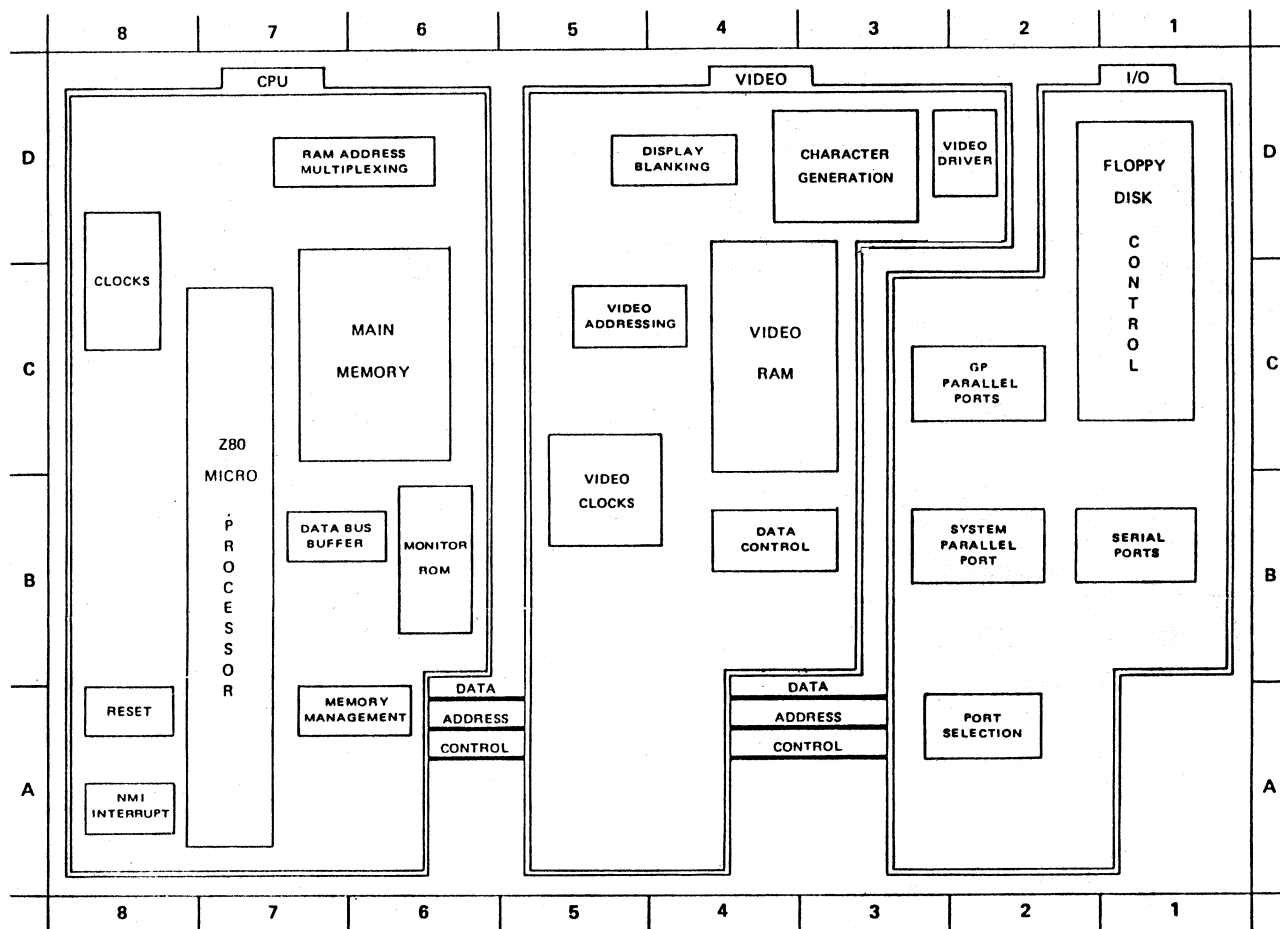 8 7 6 5 4 3 2 1
CPU
VIDEO
I/O
D
D
RAM ADDRESS
MULTIPLEXING
DISPLAY
BLANKING
CHARACTER
GENERATION
VIDEO
DRIVER
FLOPPY
DISK
CONTROL
CLOCKS
MAIN
MEMORY
VIDEO
ADDRESSING
VIDEO
RAM
C
C
GP
PARALLEL
PORTS
Z80
MICRO
PROCESSOR
VIDEO
CLOCKS
DATA BUS
BUFFER
MONITOR
ROM
DATA
CONTROL
SYSTEM
PARALLEL
PORT
SERIAL
PORTS
B
B
RESET
MEMORY
MANAGEMENT
DATA
ADDRESS
CONTROL
DATA
ADDRESS
CONTROL
PORT
SELECTION
A
A
NMI
INTERRUPT
8 7 6 5 4 3 2 1